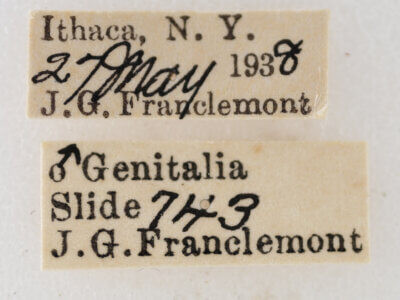 Ithaca, N. Y.
27 May 1938
J.G. Franclemont
♂ Genitalia
Slide 743
J.G. Franclemont